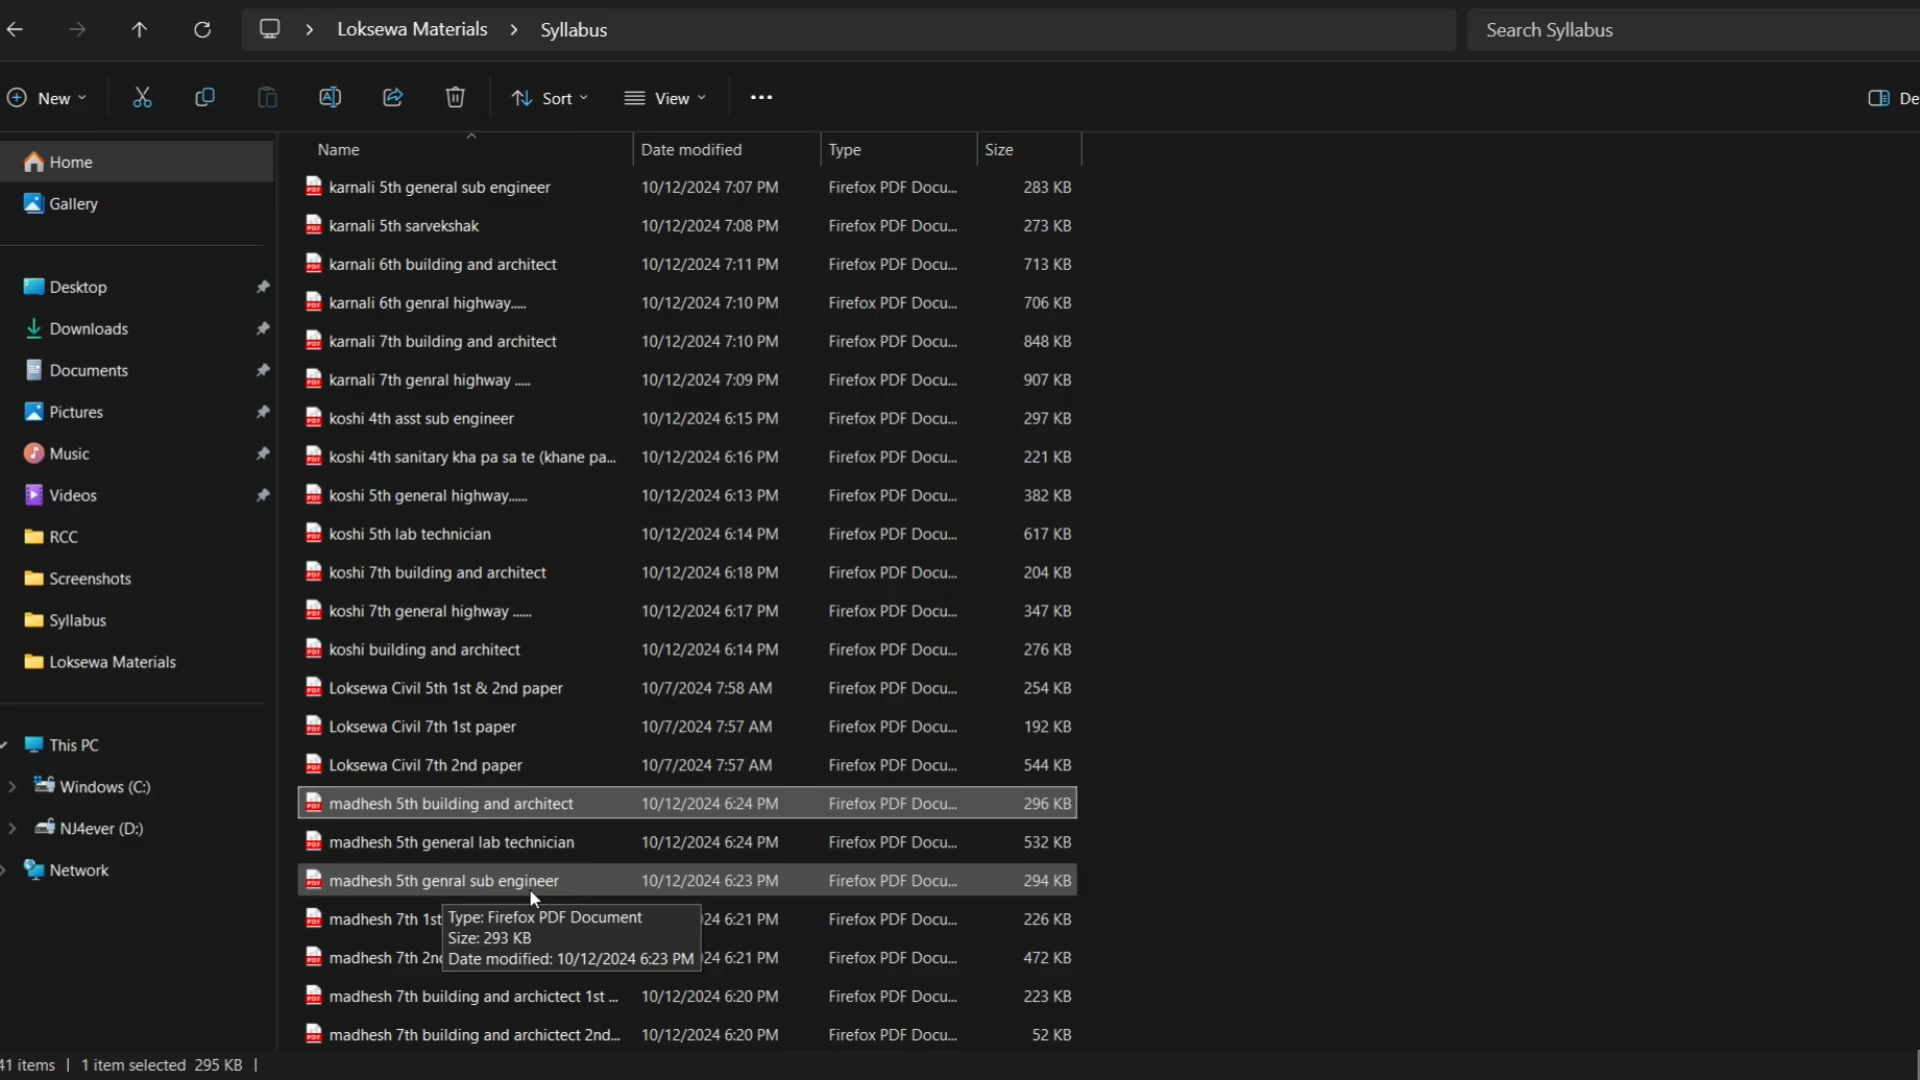 Loksewa Materials
Syllabus
Search Syllabus
New
Sort
View
De
Name Date modified Type Size
Home
Gallery
Desktop
Downloads
Documents
Pictures
Music
Videos
RCC
Screenshots
Syllabus
Loksewa Materials
This PC
Windows (C:)
NJ4ever (D:)
Network
karnali 5th general sub engineer 10/12/2024 7:07 PM Firefox PDF Docu... 283 KB
karnali 5th sarvekshak 10/12/2024 7:08 PM Firefox PDF Docu... 273 KB
karnali 6th building and architect 10/12/2024 7:11 PM Firefox PDF Docu... 713 KB
karnali 6th genral highway..... 10/12/2024 7:10 PM Firefox PDF Docu... 706 KB
karnali 7th building and architect 10/12/2024 7:10 PM Firefox PDF Docu... 848 KB
karnali 7th genral highway ..... 10/12/2024 7:09 PM Firefox PDF Docu... 907 KB
koshi 4th asst sub engineer 10/12/2024 6:15 PM Firefox PDF Docu... 297 KB
koshi 4th sanitary kha pa sa te (khane pa... 10/12/2024 6:16 PM Firefox PDF Docu... 221 KB
koshi 5th general highway...... 10/12/2024 6:13 PM Firefox PDF Docu... 382 KB
koshi 5th lab technician 10/12/2024 6:14 PM Firefox PDF Docu... 617 KB
koshi 7th building and architect 10/12/2024 6:18 PM Firefox PDF Docu... 204 KB
koshi 7th general highway ...... 10/12/2024 6:17 PM Firefox PDF Docu... 347 KB
koshi building and architect 10/12/2024 6:14 PM Firefox PDF Docu... 276 KB
Loksewa Civil 5th 1st & 2nd paper 10/7/2024 7:58 AM Firefox PDF Docu... 254 KB
Loksewa Civil 7th 1st paper 10/7/2024 7:57 AM Firefox PDF Docu... 192 KB
Loksewa Civil 7th 2nd paper 10/7/2024 7:57 AM Firefox PDF Docu... 544 KB
madhesh 5th building and architect 10/12/2024 6:24 PM Firefox PDF Docu... 296 KB
madhesh 5th general lab technician 10/12/2024 6:24 PM Firefox PDF Docu... 532 KB
madhesh 5th genral sub engineer 10/12/2024 6:23 PM Firefox PDF Docu... 294 KB
madhesh 7th 1st 24 6:21 PM Firefox PDF Docu... 226 KB
madhesh 7th 2nd 24 6:21 PM Firefox PDF Docu... 472 KB
Type: Firefox PDF Document
Size: 293 KB
Date modified: 10/12/2024 6:23 PM
madhesh 7th building and archictect 1st ... 10/12/2024 6:20 PM Firefox PDF Docu... 223 KB
madhesh 7th building and archictect 2nd... 10/12/2024 6:20 PM Firefox PDF Docu... 52 KB
41 items | 1 item selected 295 KB |